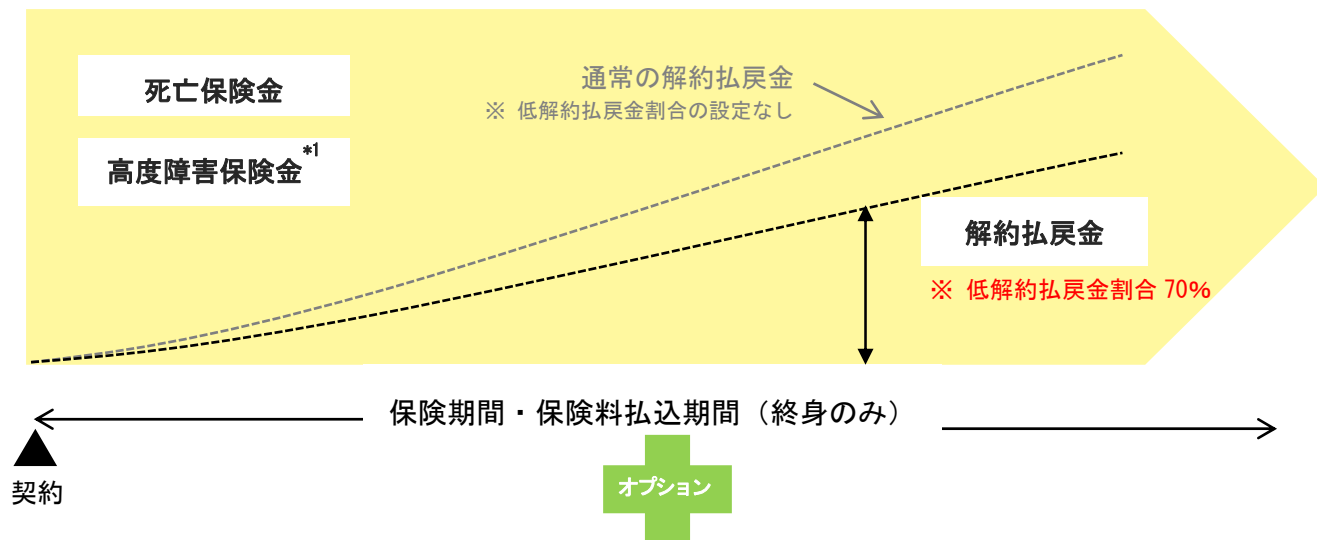 死亡保険金
高度障害保険金*1
通常の解約払戻金
※ 低解約払戻金割合の設定なし
解約払戻金
※ 低解約払戻金割合 70%
保険期間・保険料払込期間（終身のみ）
契約
オプション